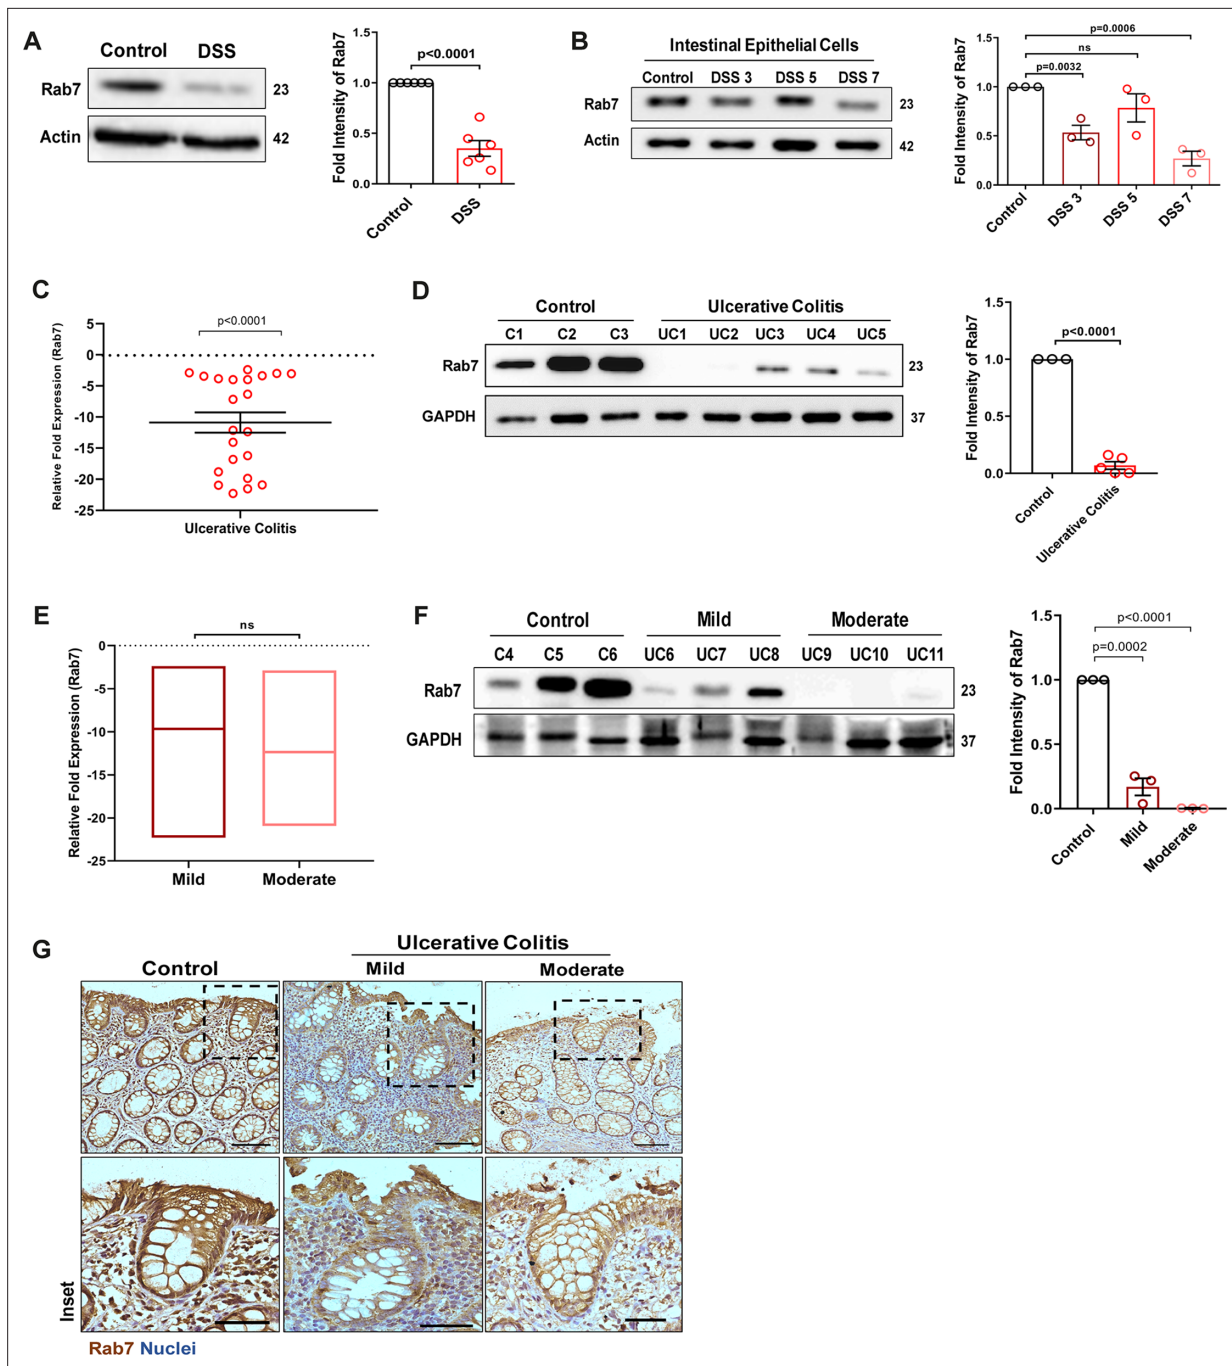 A
Control DSS
Rab7 23
Actin 42
Fold Intensity of Rab7
1.5
1.0
0.5
0.0
p<0.0001
Control
DSS
B
Intestinal Epithelial Cells
Control DSS 3 DSS 5 DSS 7
Rab7 23
Actin 42
Fold Intensity of Rab7
1.5
1.0
0.5
0.0
p=0.0006
ns
p=0.0032
Control
DSS 3
DSS 5
DSS 7
C
Relative Fold Expression (Rab7)
5
0
-5
-10
-15
-20
-25
p<0.0001
Ulcerative Colitis
D
Control Ulcerative Colitis
C1 C2 C3 UC1 UC2 UC3 UC4 UC5
Rab7 23
GAPDH 37
Fold Intensity of Rab7
1.5
1.0
0.5
0.0
p<0.0001
Control
Ulcerative Colitis
E
Relative Fold Expression (Rab7)
0
-5
-10
-15
-20
-25
ns
Mild Moderate
F
Control Mild Moderate
C4 C5 C6 UC6 UC7 UC8 UC9 UC10 UC11
Rab7 23
GAPDH 37
Fold Intensity of Rab7
1.5
1.0
0.5
0.0
p<0.0001
p=0.0002
Control
Mild
Moderate
G
Ulcerative Colitis
Control Mild Moderate
Inset
Rab7 Nuclei